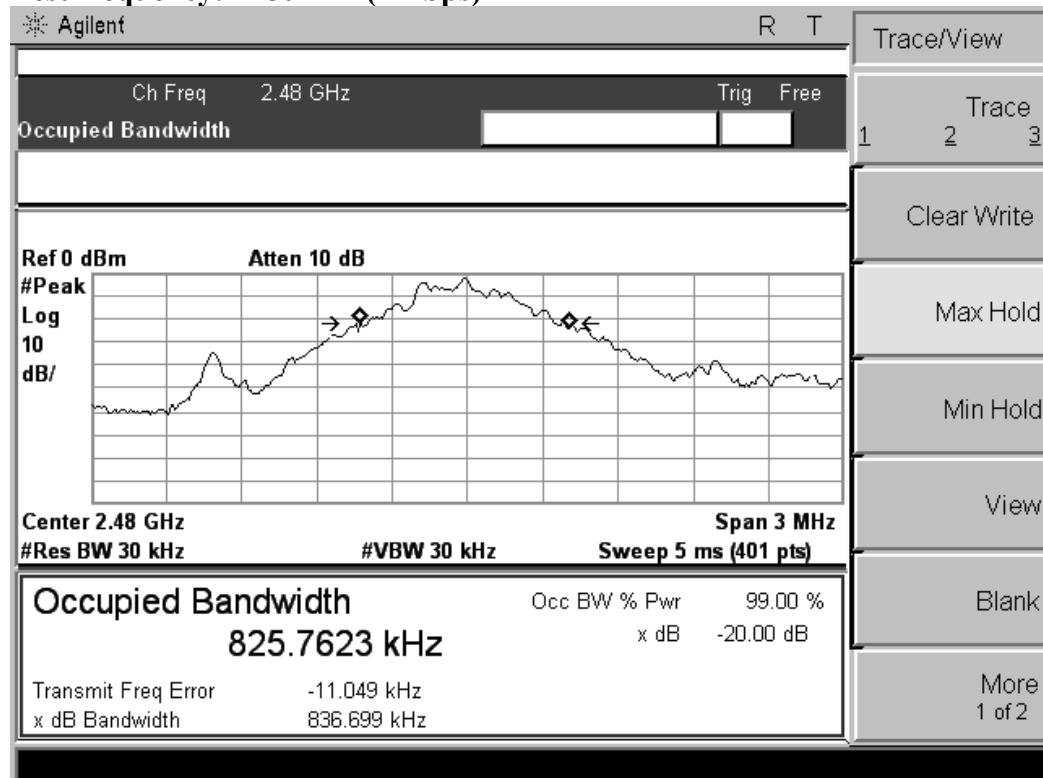 Agilent R T
Trace/View
Ch Freq 2.48 GHz Trig Free
Occupied Bandwidth
Trace
1 2 3
Clear Write
Ref 0 dBm Atten 10 dB
#Peak
Log
10
dB/
Max Hold
Min Hold
Center 2.48 GHz Span 3 MHz
#Res BW 30 kHz #VBW 30 kHz Sweep 5 ms (401 pts)
View
Occupied Bandwidth
825.7623 kHz
Occ BW % Pwr 99.00 %
x dB -20.00 dB
Blank
Transmit Freq Error -11.049 kHz
x dB Bandwidth 836.699 kHz
More
1 of 2